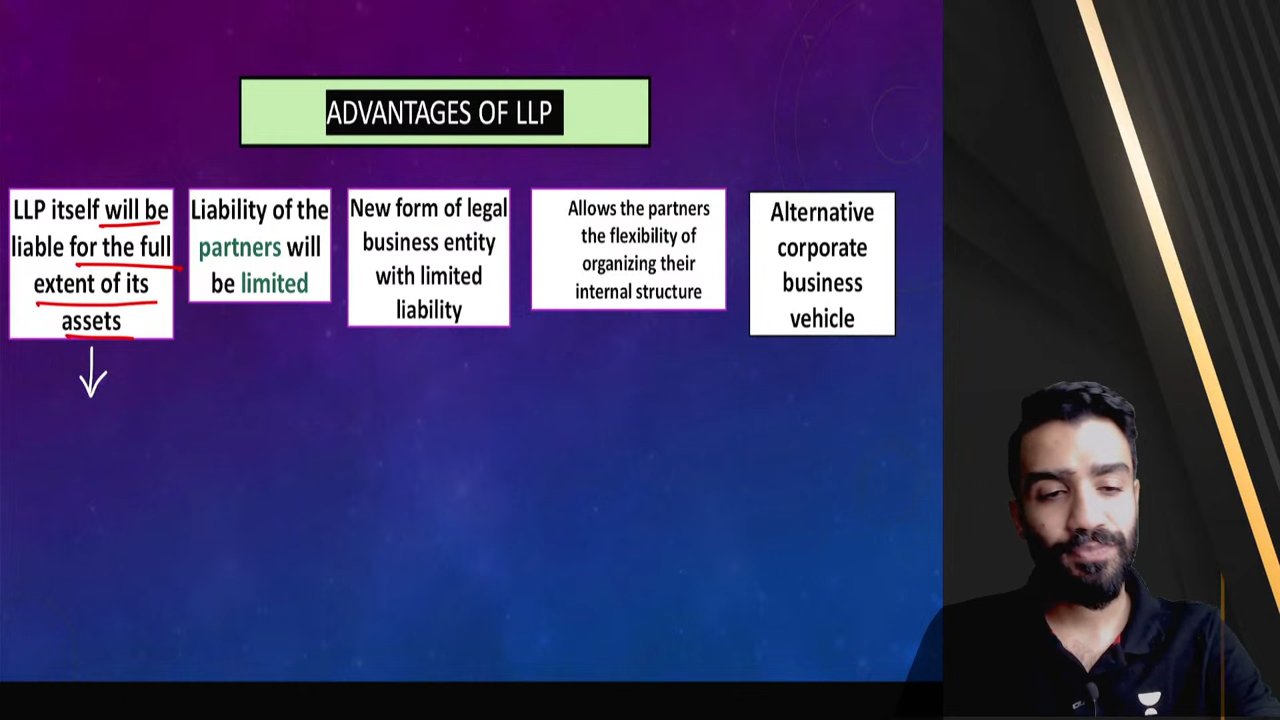 ADVANTAGES OF LLP
LLP itself will be
liable for the full
extent of its
assets
Liability of the
partners will
be limited
New form of legal
business entity
with limited
liability
Allows the partners
the flexibility of
organizing their
internal structure
Alternative
corporate
business
vehicle